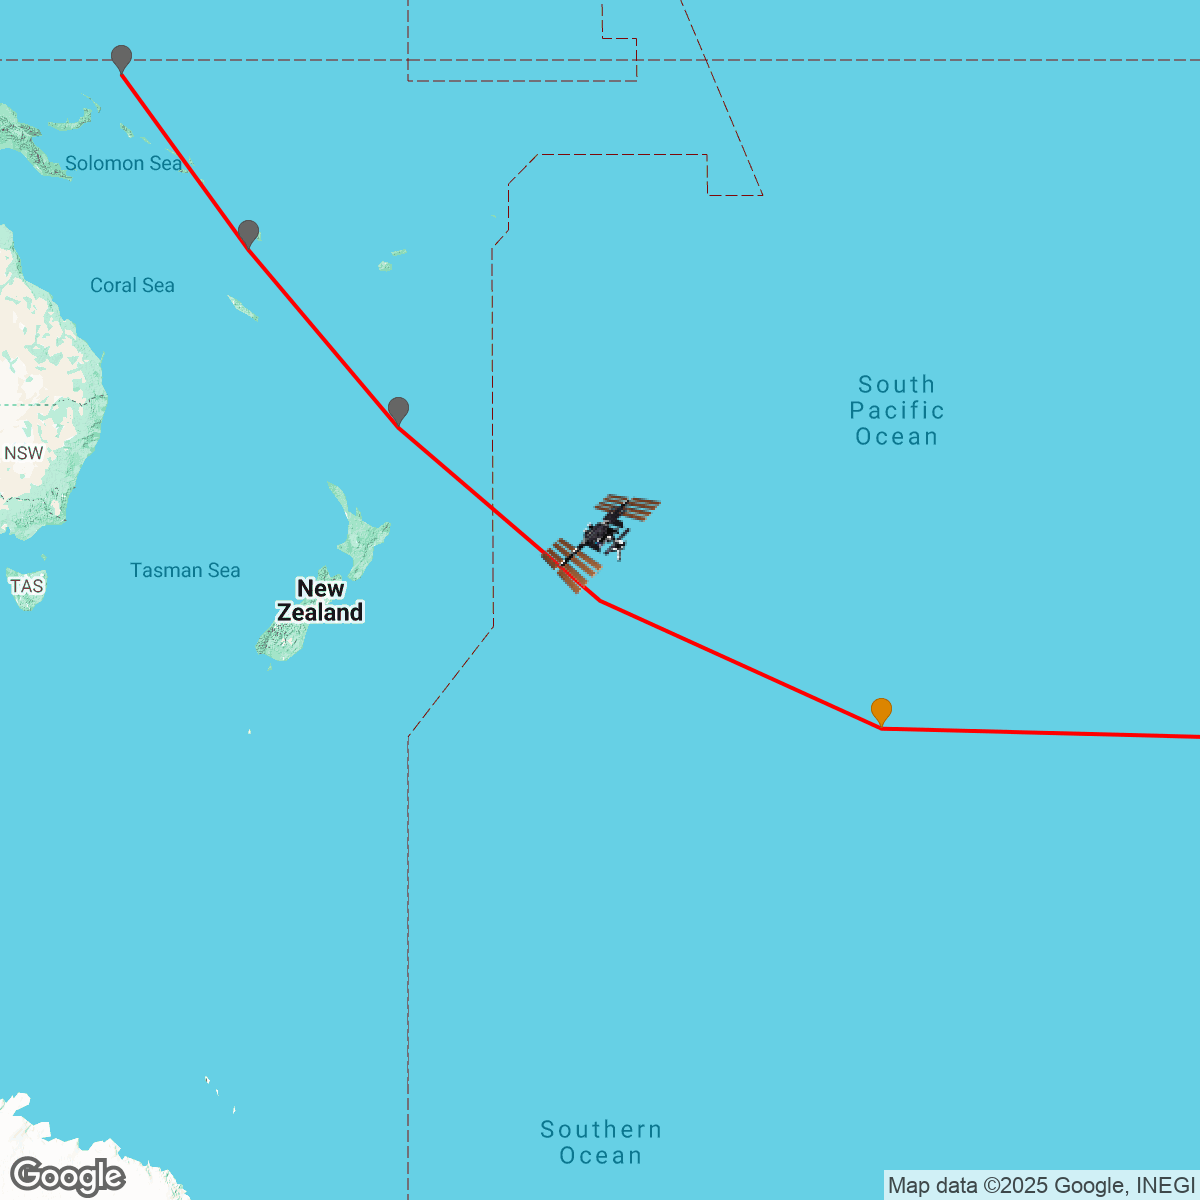 Solomon Sea
Coral Sea
South
Pacific
Ocean
NSW
Tasman Sea
TAS
New
Zealand
Southern
Ocean
Google
Map data ©2025 Google, INEGI